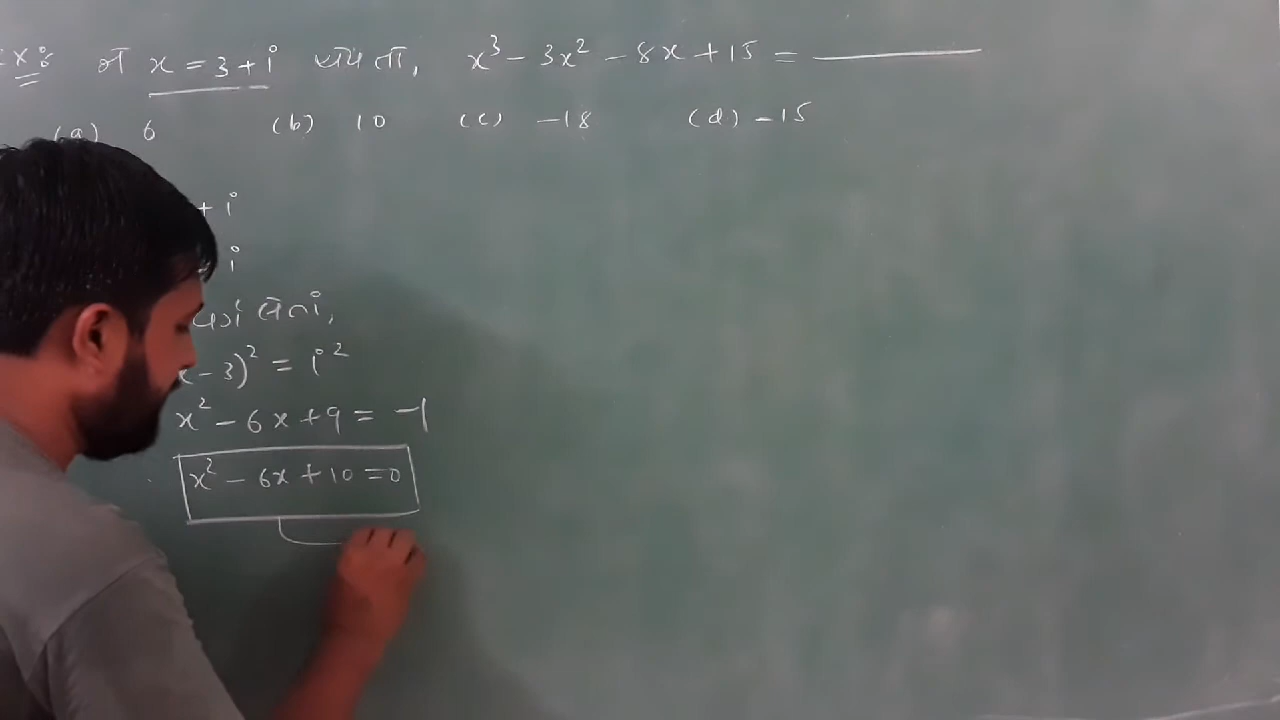 Ex: જો x = 3 + i હોય તો, x³ - 3x² - 8x + 15 =
(a) 6 (b) 10 (c) -18 (d) -15
+ i
i
વર્ગ લેતાં,
- 3)² = i²
x² - 6x + 9 = -1
x² - 6x + 10 = 0